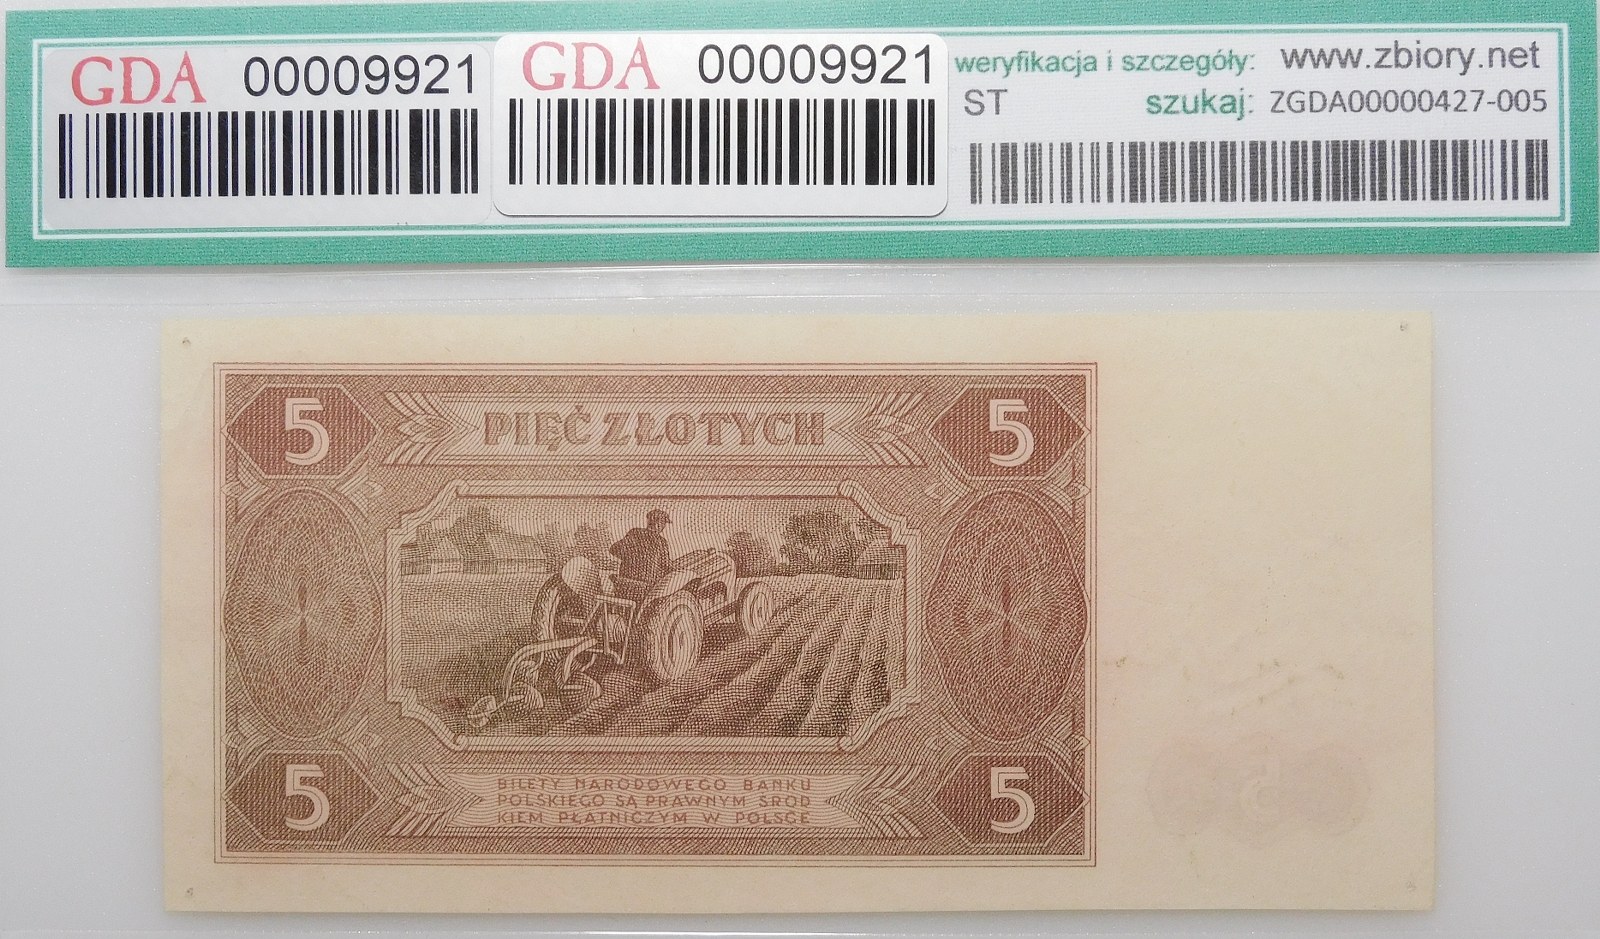 GDA 00009921
GDA 00009921
weryfikacja i szczegóły: www.zbiory.net
ST szukaj: ZGDA00000427-005
5 PIĘĆ ZŁOTYCH 5
BILETY NARODOWEGO BANKU
POLSKIEGO SĄ PRAWNYM ŚROD
KIEM PŁATNICZYM W POLSCE
5 5